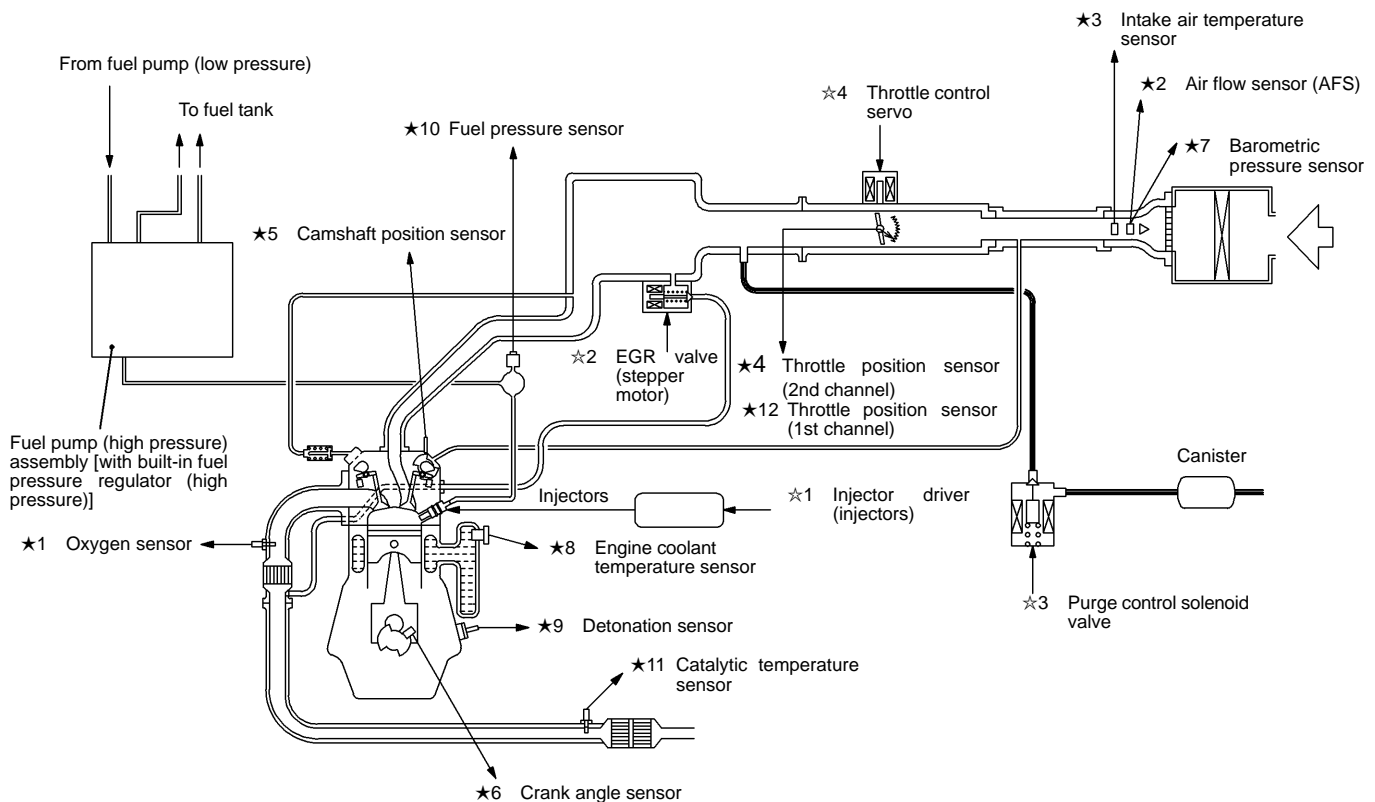 ★3 Intake air temperature
sensor
From fuel pump (low pressure)
☆4 Throttle control
servo
★2 Air flow sensor (AFS)
To fuel tank
★10 Fuel pressure sensor
★7 Barometric
pressure sensor
★5 Camshaft position sensor
☆2 EGR valve
(stepper
motor)
★4 Throttle position sensor
(2nd channel)
★12 Throttle position sensor
(1st channel)
Fuel pump (high pressure)
assembly [with built-in fuel
pressure regulator (high
pressure)]
Canister
Injectors
☆1 Injector driver
(injectors)
★1 Oxygen sensor
★8 Engine coolant
temperature sensor
☆3 Purge control solenoid
valve
★9 Detonation sensor
★11 Catalytic temperature
sensor
★6 Crank angle sensor